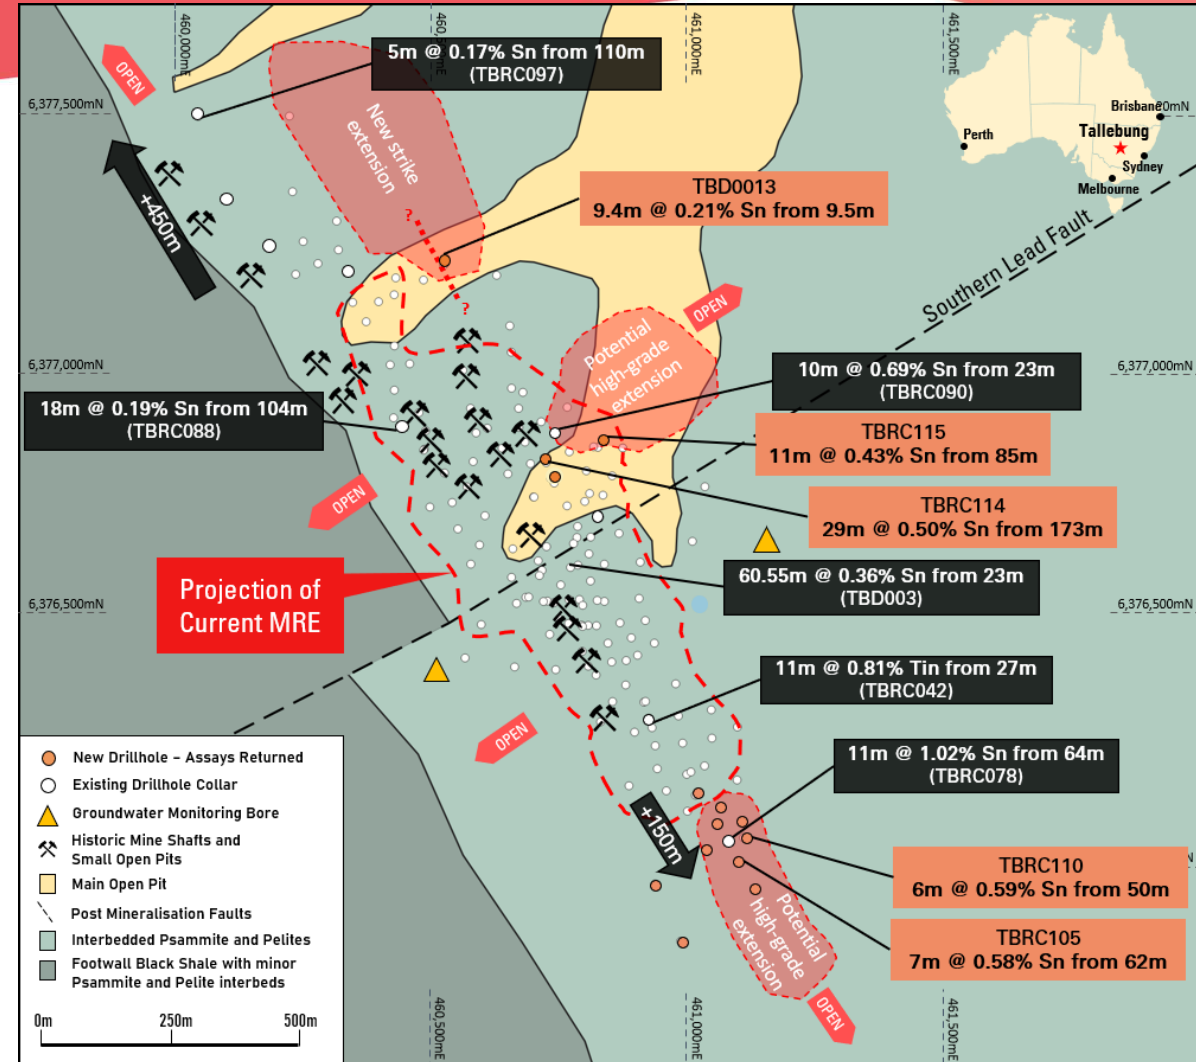 460,000mE
460,5
461,000mE
461,500mE
OPEN
5m @ 0.17% Sn from 110m
(TBRC097)
6,377,500mN
New strike
extension
Brisbane
0mN
Perth
Tallebung
Sydney
Melbourne
+450m
TBD0013
9.4m @ 0.21% Sn from 9.5m
?
?
Southern Lead Fault
OPEN
Potential
high-grade
extension
6,377,000mN
6,377,000mN
10m @ 0.69% Sn from 23m
(TBRC090)
18m @ 0.19% Sn from 104m
(TBRC088)
TBRC115
11m @ 0.43% Sn from 85m
OPEN
TBRC114
29m @ 0.50% Sn from 173m
Projection of
Current MRE
60.55m @ 0.36% Sn from 23m
(TBD003)
6,376,500mN
6,376,500mN
11m @ 0.81% Tin from 27m
(TBRC042)
OPEN
11m @ 1.02% Sn from 64m
(TBRC078)
+150m
TBRC110
6m @ 0.59% Sn from 50m
Potential
high-grade
extension
TBRC105
7m @ 0.58% Sn from 62m
OPEN
New Drillhole – Assays Returned
Existing Drillhole Collar
Groundwater Monitoring Bore
Historic Mine Shafts and
Small Open Pits
Main Open Pit
Post Mineralisation Faults
Interbedded Psammite and Pelites
Footwall Black Shale with minor
Psammite and Pelite interbeds
0m 250m 500m
460,500mE
461,000mE
461,500mE